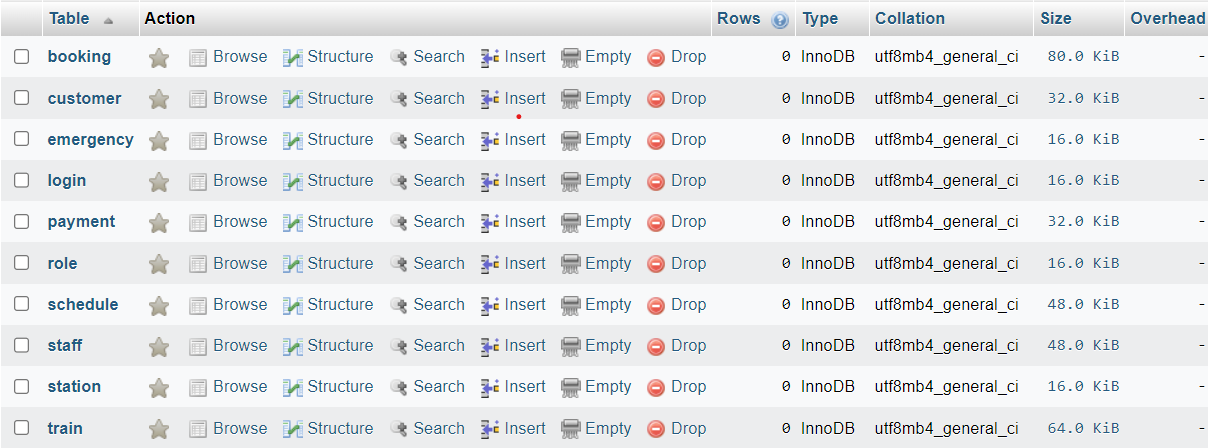 Table Action Rows Type Collation Size Overhead
booking Browse Structure Search Insert Empty Drop 0 InnoDB utf8mb4_general_ci 80.0 KiB -
customer Browse Structure Search Insert Empty Drop 0 InnoDB utf8mb4_general_ci 32.0 KiB -
emergency Browse Structure Search Insert Empty Drop 0 InnoDB utf8mb4_general_ci 16.0 KiB -
login Browse Structure Search Insert Empty Drop 0 InnoDB utf8mb4_general_ci 16.0 KiB -
payment Browse Structure Search Insert Empty Drop 0 InnoDB utf8mb4_general_ci 32.0 KiB -
role Browse Structure Search Insert Empty Drop 0 InnoDB utf8mb4_general_ci 16.0 KiB -
schedule Browse Structure Search Insert Empty Drop 0 InnoDB utf8mb4_general_ci 48.0 KiB -
staff Browse Structure Search Insert Empty Drop 0 InnoDB utf8mb4_general_ci 48.0 KiB -
station Browse Structure Search Insert Empty Drop 0 InnoDB utf8mb4_general_ci 16.0 KiB -
train Browse Structure Search Insert Empty Drop 0 InnoDB utf8mb4_general_ci 64.0 KiB -